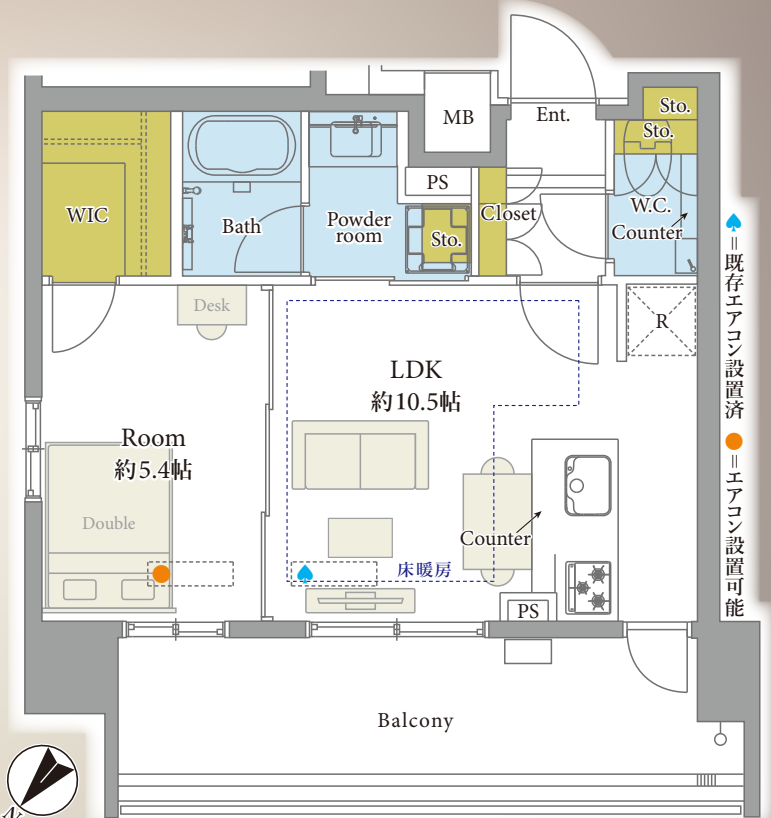 MB
Ent.
Sto.
Sto.
WIC
PS
Bath
Powder
room
Sto.
Closet
W.C.
Counter
Desk
R
LDK
約10.5帖
Room
約5.4帖
Double
Counter
床暖房
PS
Balcony
N
♠=既存エアコン設置済 ●=エアコン設置可能